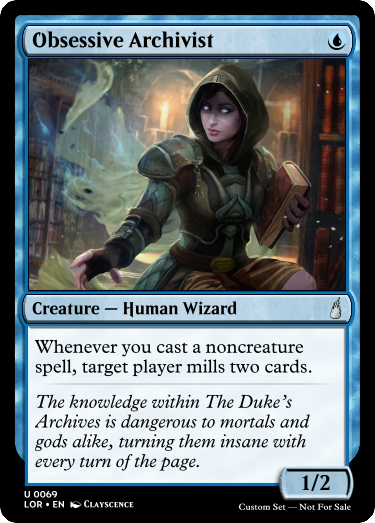 Obsessive Archivist
Creature — Human Wizard
Whenever you cast a noncreature
spell, target player mills two cards.
The knowledge within The Duke's
Archives is dangerous to mortals and
gods alike, turning them insane with
every turn of the page.
1/2
U 0069
LOR • EN CLAYSCENCE
Custom Set — Not For Sale